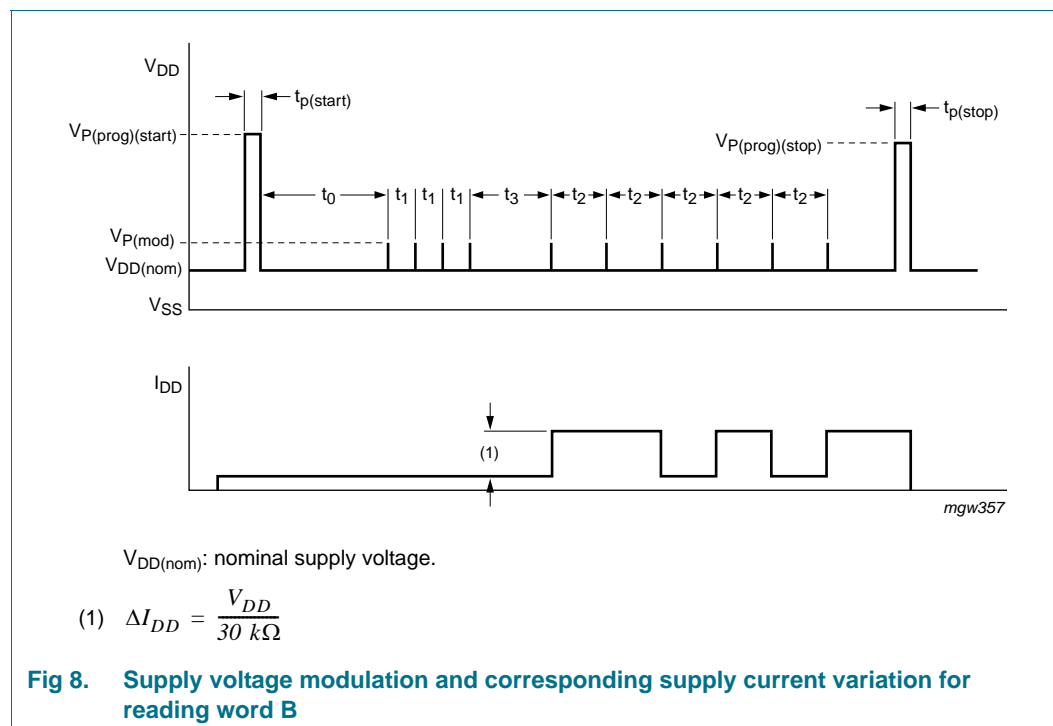 VDD
tp(start)
tp(stop)
VP(prog)(start)
VP(prog)(stop)
t0 t1 t1 t1 t3 t2 t2 t2 t2 t2
VP(mod)
VDD(nom)
VSS
IDD
(1)
mgw357
VDD(nom): nominal supply voltage.
(1) ΔIDD = VDD / 30 kΩ
Fig 8. Supply voltage modulation and corresponding supply current variation for
reading word B